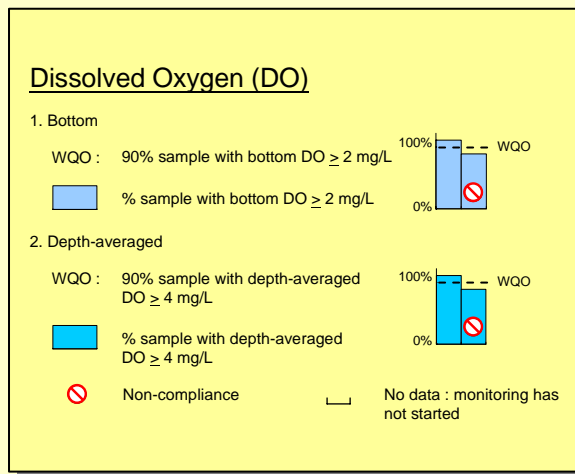 Dissolved Oxygen (DO)
1. Bottom
WQO : 90% sample with bottom DO ≥ 2 mg/L
% sample with bottom DO ≥ 2 mg/L
100%
WQO
0%
2. Depth-averaged
WQO : 90% sample with depth-averaged
DO ≥ 4 mg/L
% sample with depth-averaged
DO ≥ 4 mg/L
100%
WQO
0%
Non-compliance
No data : monitoring has
not started